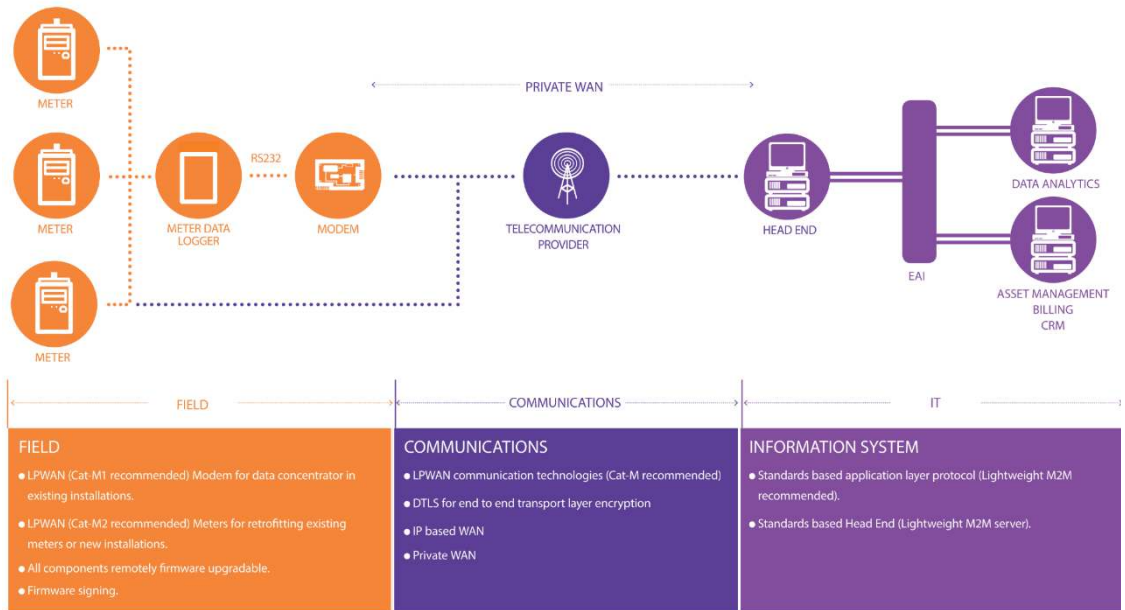 METER
METER
METER
METER DATA
LOGGER
RS232
MODEM
PRIVATE WAN
TELECOMMUNICATION
PROVIDER
HEAD END
EAI
DATA ANALYTICS
ASSET MANAGEMENT
BILLING
CRM
FIELD
COMMUNICATIONS
IT
FIELD
• LPWAN (Cat-M1 recommended) Modem for data concentrator in
existing installations.
• LPWAN (Cat-M2 recommended) Meters for retrofitting existing
meters or new installations.
• All components remotely firmware upgradable.
• Firmware signing.
COMMUNICATIONS
• LPWAN communication technologies (Cat-M recommended)
• DTLS for end to end transport layer encryption
• IP based WAN
• Private WAN
INFORMATION SYSTEM
• Standards based application layer protocol (Lightweight M2M
recommended).
• Standards based Head End (Lightweight M2M server).